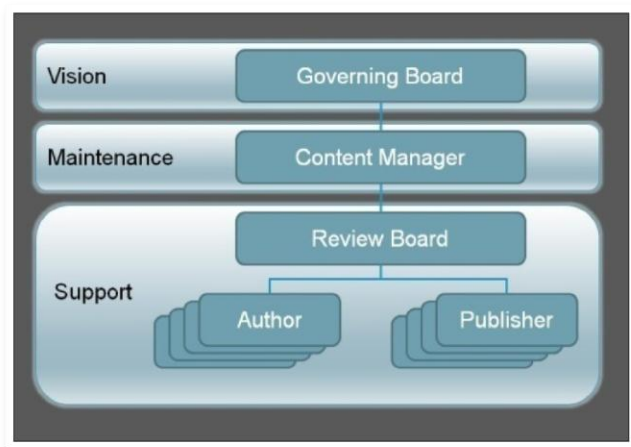 Vision
Governing Board
Maintenance
Content Manager
Review Board
Support
Author
Publisher